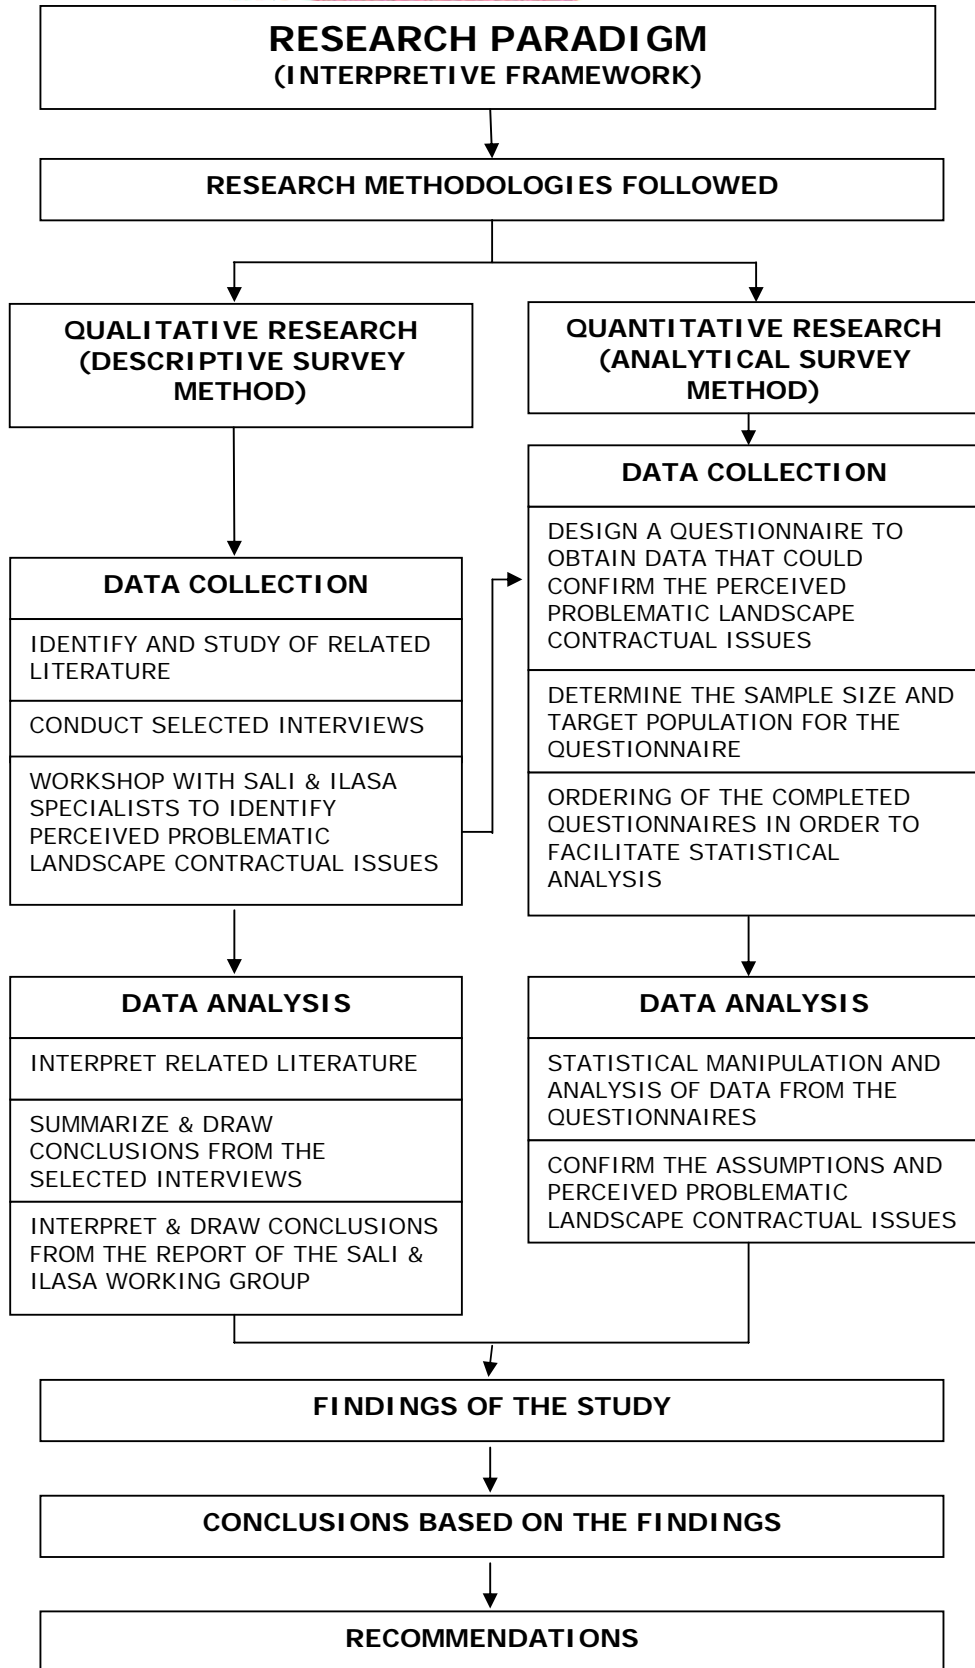 RESEARCH PARADIGM
(INTERPRETIVE FRAMEWORK)
RESEARCH METHODOLOGIES FOLLOWED
QUALITATIVE RESEARCH
(DESCRIPTIVE SURVEY
METHOD)
QUANTITATIVE RESEARCH
(ANALYTICAL SURVEY
METHOD)
DATA COLLECTION
IDENTIFY AND STUDY OF RELATED
LITERATURE
CONDUCT SELECTED INTERVIEWS
WORKSHOP WITH SALI & ILASA
SPECIALISTS TO IDENTIFY
PERCEIVED PROBLEMATIC
LANDSCAPE CONTRACTUAL ISSUES
DATA COLLECTION
DESIGN A QUESTIONNAIRE TO
OBTAIN DATA THAT COULD
CONFIRM THE PERCEIVED
PROBLEMATIC LANDSCAPE
CONTRACTUAL ISSUES
DETERMINE THE SAMPLE SIZE AND
TARGET POPULATION FOR THE
QUESTIONNAIRE
ORDERING OF THE COMPLETED
QUESTIONNAIRES IN ORDER TO
FACILITATE STATISTICAL
ANALYSIS
DATA ANALYSIS
INTERPRET RELATED LITERATURE
SUMMARIZE & DRAW
CONCLUSIONS FROM THE
SELECTED INTERVIEWS
INTERPRET & DRAW CONCLUSIONS
FROM THE REPORT OF THE SALI &
ILASA WORKING GROUP
DATA ANALYSIS
STATISTICAL MANIPULATION AND
ANALYSIS OF DATA FROM THE
QUESTIONNAIRES
CONFIRM THE ASSUMPTIONS AND
PERCEIVED PROBLEMATIC
LANDSCAPE CONTRACTUAL ISSUES
FINDINGS OF THE STUDY
CONCLUSIONS BASED ON THE FINDINGS
RECOMMENDATIONS